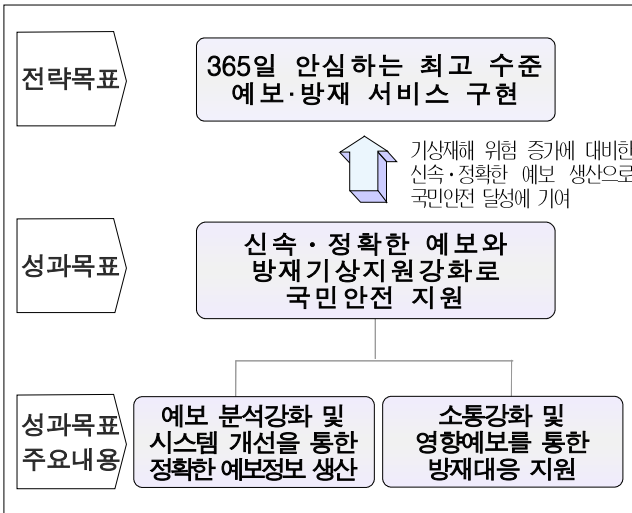 전략목표
365일 안심하는 최고 수준
예보·방재 서비스 구현
기상재해 위험 증가에 대비한
신속·정확한 예보 생산으로
국민안전 달성에 기여
성과목표
신속·정확한 예보와
방재기상지원강화로
국민안전 지원
성과목표
주요내용
예보 분석강화 및
시스템 개선을 통한
정확한 예보정보 생산
소통강화 및
영향예보를 통한
방재대응 지원